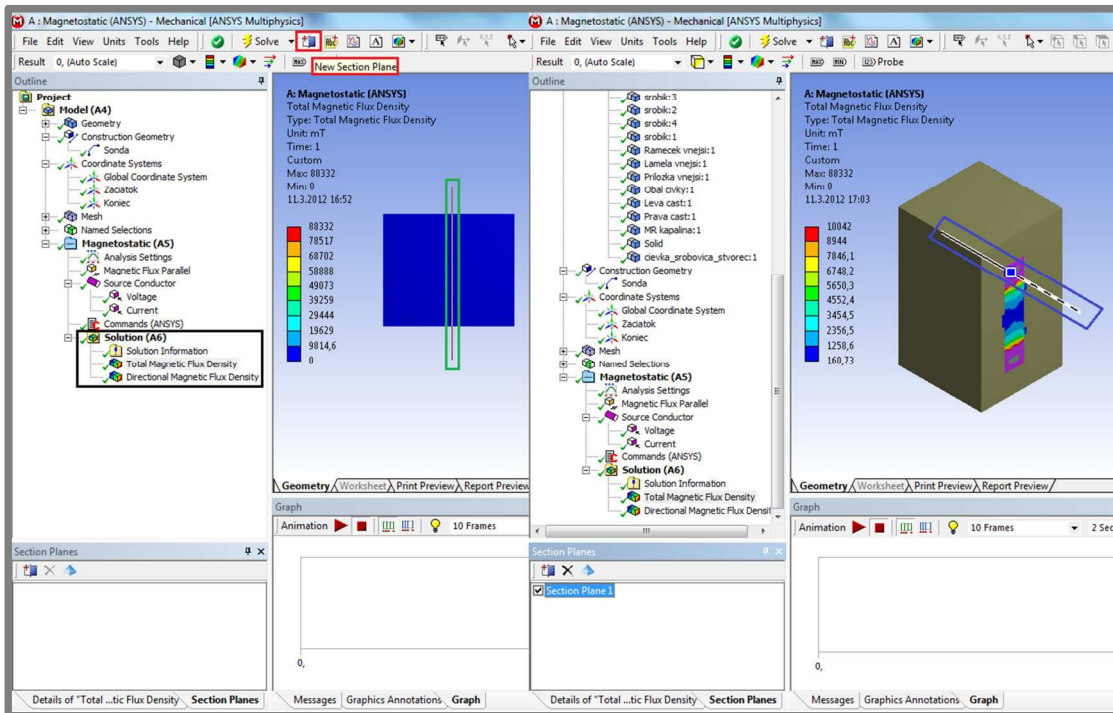 A : Magnetostatic (ANSYS) - Mechanical [ANSYS Multiphysics]
File Edit View Units Tools Help Solve
New Section Plane
Result 0, (Auto Scale)
Outline
Project
Model (A4)
Geometry
Construction Geometry
Sonda
Coordinate Systems
Global Coordinate System
Zaciatok
Koniec
Mesh
Named Selections
Magnetostatic (A5)
Analysis Settings
Magnetic Flux Parallel
Source Conductor
Voltage
Current
Commands (ANSYS)
Solution (A6)
Solution Information
Total Magnetic Flux Density
Directional Magnetic Flux Density
A: Magnetostatic (ANSYS)
Total Magnetic Flux Density
Type: Total Magnetic Flux Density
Unit: mT
Time: 1
Custom
Max: 88332
Min: 0
11.3.2012 16:52
88332
78517
68702
58888
49073
39259
29444
19629
9814,6
0
Geometry Worksheet Print Preview Report Preview
Graph
Animation 10 Frames
0,
Section Planes
Details of "Total ...tic Flux Density Section Planes
Messages Graphics Annotations Graph
A : Magnetostatic (ANSYS) - Mechanical [ANSYS Multiphysics]
File Edit View Units Tools Help Solve
Result 0, (Auto Scale) MAX MIN Probe
Outline
srobik:3
srobik:2
srobik:4
srobik:1
Ramecek vnejsi:1
Lamela vnejsi:1
Prilozka vnejsi:1
Obal civky:1
Leva cast:1
Prava cast:1
MR kapalina:1
Solid
cievka_srobovica_stvorec:1
Construction Geometry
Sonda
Coordinate Systems
Global Coordinate System
Zaciatok
Koniec
Mesh
Named Selections
Magnetostatic (A5)
Analysis Settings
Magnetic Flux Parallel
Source Conductor
Voltage
Current
Commands (ANSYS)
Solution (A6)
Solution Information
Total Magnetic Flux Density
Directional Magnetic Flux Densit
A: Magnetostatic (ANSYS)
Total Magnetic Flux Density
Type: Total Magnetic Flux Density
Unit: mT
Time: 1
Custom
Max: 88332
Min: 0
11.3.2012 17:03
10042
8944
7846,1
6748,2
5650,3
4552,4
3454,5
2356,5
1258,6
160,73
Geometry Worksheet Print Preview Report Preview
Graph
Animation 10 Frames 2 Sec
0,
Section Planes
Section Plane 1
Details of "Total ...tic Flux Density Section Planes
Messages Graphics Annotations Graph